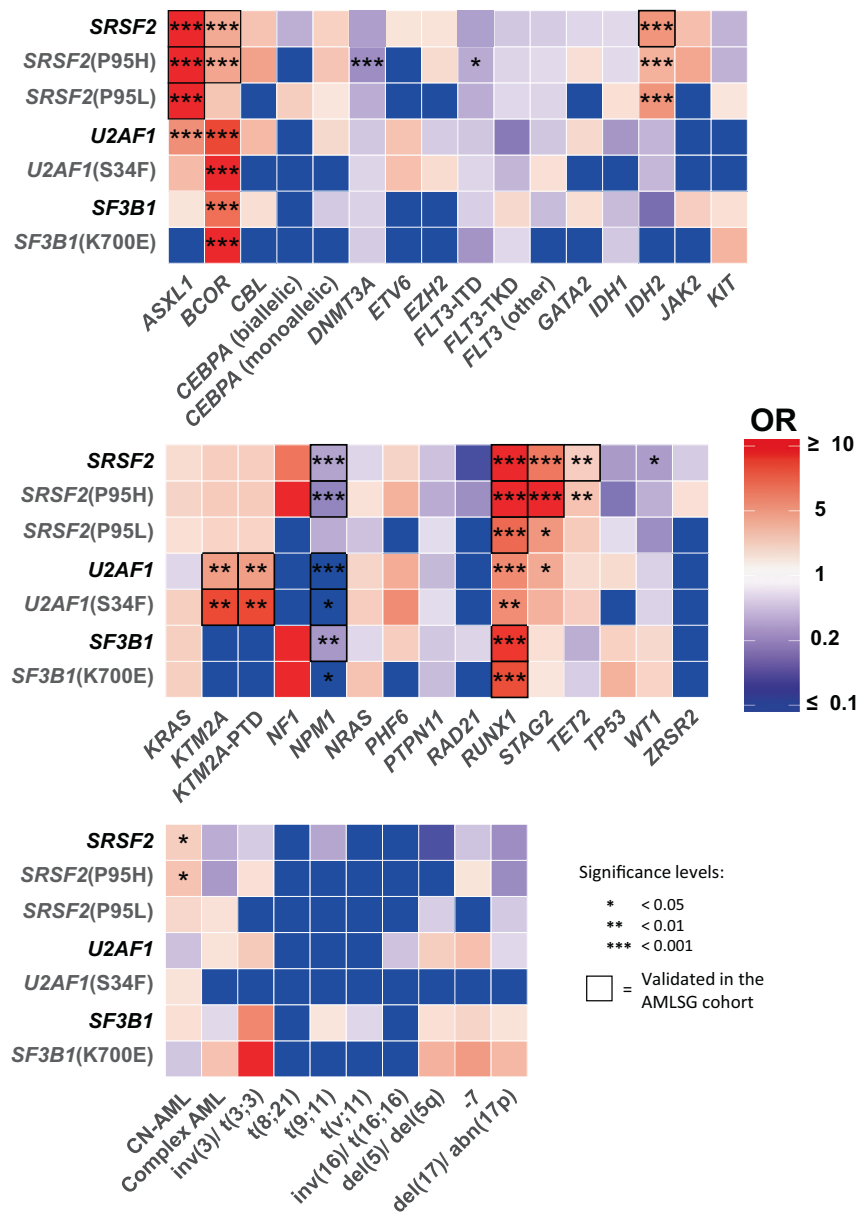 SRSF2 *** *** ***
SRSF2(P95H) *** *** *** * ***
SRSF2(P95L) *** ***
U2AF1 *** ***
U2AF1(S34F) ***
SF3B1 ***
SF3B1(K700E) ***
ASXL1 BCOR CBL CEBPA (biallelic) CEBPA (monoallelic) DNMT3A ETV6 EZH2 FLT3-ITD FLT3-TKD FLT3 (other) GATA2 IDH1 IDH2 JAK2 KIT
OR
≥ 10
5
1
0.2
≤ 0.1
SRSF2 *** *** *** ** *
SRSF2(P95H) *** *** *** **
SRSF2(P95L) *** *
U2AF1 ** ** *** *** *
U2AF1(S34F) ** ** * **
SF3B1 ** ***
SF3B1(K700E) * ***
KRAS KTM2A KTM2A-PTD NF1 NPM1 NRAS PHF6 PTPN11 RAD21 RUNX1 STAG2 TET2 TP53 WT1 ZRSR2
SRSF2 *
SRSF2(P95H) *
SRSF2(P95L)
U2AF1
U2AF1(S34F)
SF3B1
SF3B1(K700E)
CN-AML Complex AML inv(3)/ t(3;3) t(8;21) t(9;11) t(v;11) inv(16)/ t(16;16) del(5)/ del(5q) -7 del(17)/ abn(17p)
Significance levels:
* < 0.05
** < 0.01
*** < 0.001
= Validated in the
AMLSG cohort